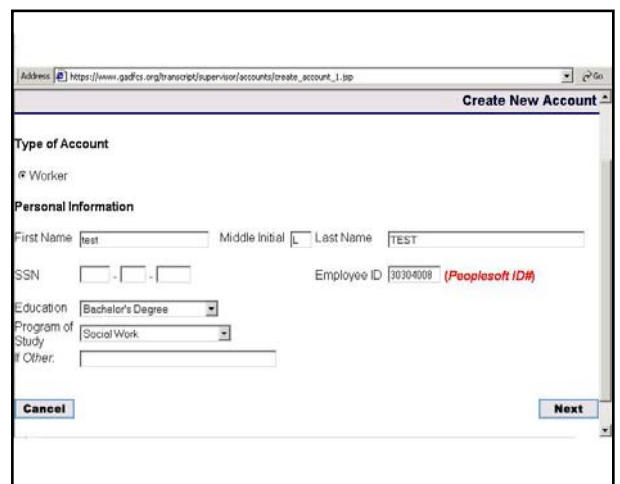 Address https://www.gadfcs.org/transcript/supervisor/accounts/create_account_1.jsp Go
Create New Account
Type of Account
Worker
Personal Information
First Name test Middle Initial L Last Name TEST
SSN - - Employee ID 30304008 (Peoplesoft ID#)
Education Bachelor's Degree
Program of
Study Social Work
If Other:
Cancel Next